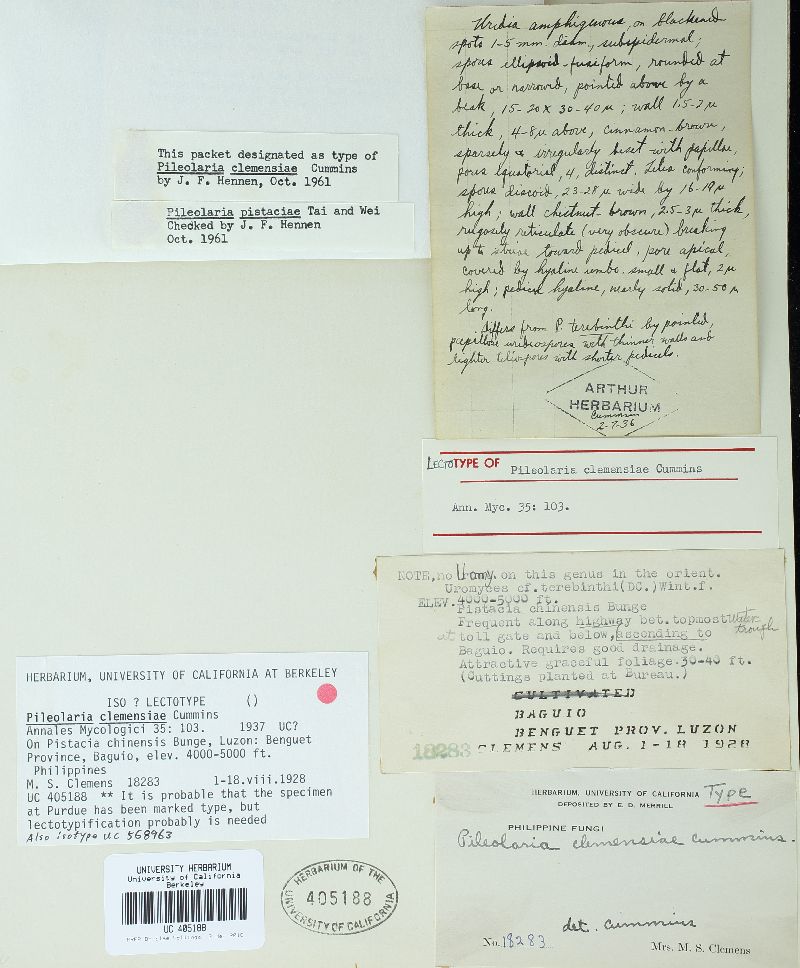 Uridia amphigenous, on blackened
spots 1-5 mm. diam., subepidermal;
spores ellipsoid-fusiform, rounded at
base or narrowed, pointed above by a
beak, 15-20 x 30-40 μ; wall 1.5-2 μ
thick, 4-8 μ above, cinnamon-brown,
sparsely & irregularly beset with papillae,
pores equatorial, 4, distinct. Telia conforming;
spores discoid, 23-28 μ wide by 16-19 μ
high; wall chestnut-brown, 2.5-3 μ thick,
rugosely reticulate (very obscure) breaking
up to striae toward pedicel, pore apical,
covered by hyaline umbo. small & flat, 2 μ
high; pedicel hyaline, nearly solid, 30-50 μ
long.
Differs from P. terebinthi by pointed,
papillose urediospores with thinner walls and
lighter teliospores with shorter pedicels.
ARTHUR
HERBARIUM
Cummins
2-7-36
This packet designated as type of
Pileolaria clemensiae Cummins
by J. F. Hennen, Oct. 1961
Pileolaria pistaciae Tai and Wei
Checked by J. F. Hennen
Oct. 1961
LECTOTYPE OF Pileolaria clemensiae Cummins
Ann. Myc. 35: 103.
NOTE, no Uromy. on this genus in the orient.
Uromyces cf. terebinthi (DC.) Wint. f.
ELEV. 4000-5000 ft.
Pistacia chinensis Bunge
Frequent along highway bet. topmost water trough
at toll gate and below, ascending to
Baguio. Requires good drainage.
Attractive graceful foliage. 30-40 ft.
(Cuttings planted at Bureau.)
CULTIVATED
BAGUIO
BENGUET PROV. LUZON
18283 CLEMENS AUG. 1-18 1928
HERBARIUM, UNIVERSITY OF CALIFORNIA AT BERKELEY
ISO ? LECTOTYPE ()
Pileolaria clemensiae Cummins
Annales Mycologici 35: 103. 1937 UC?
On Pistacia chinensis Bunge, Luzon: Benguet
Province, Baguio, elev. 4000-5000 ft.
Philippines
M. S. Clemens 18283 1-18.viii.1928
UC 405188 ** It is probable that the specimen
at Purdue has been marked type, but
lectotypification probably is needed
Also isotype UC 568963
HERBARIUM, UNIVERSITY OF CALIFORNIA Type
DEPOSITED BY E. D. MERRILL
PHILIPPINE FUNGI
Pileolaria clemensiae Cummins.
det. Cummins
No. 18283
Mrs. M. S. Clemens
UNIVERSITY HERBARIUM
University of California
Berkeley
UC 405188
HERBARIUM OF THE
405188
UNIVERSITY OF CALIFORNIA